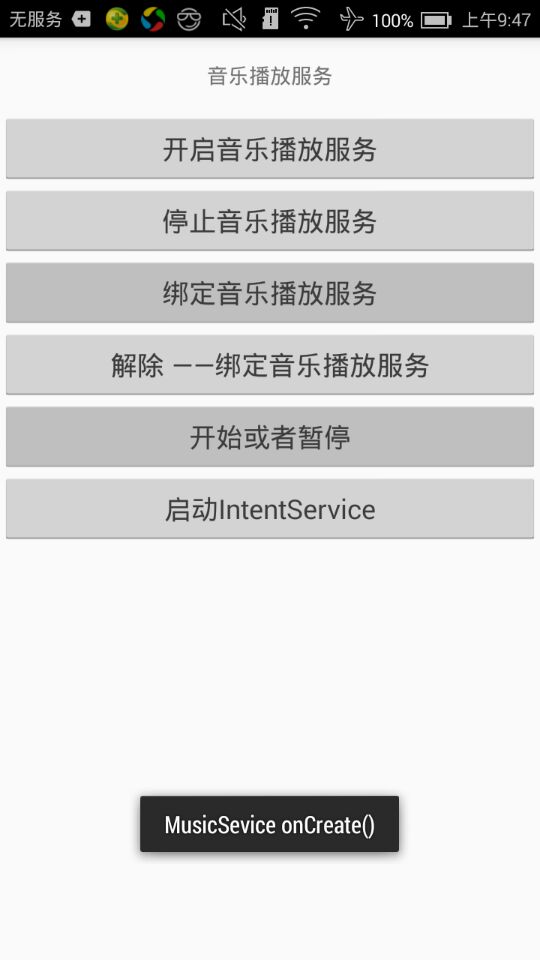 无服务 100% 上午9:47
音乐播放服务
开启音乐播放服务
停止音乐播放服务
绑定音乐播放服务
解除 ——绑定音乐播放服务
开始或者暂停
启动IntentService
MusicSevice onCreate()